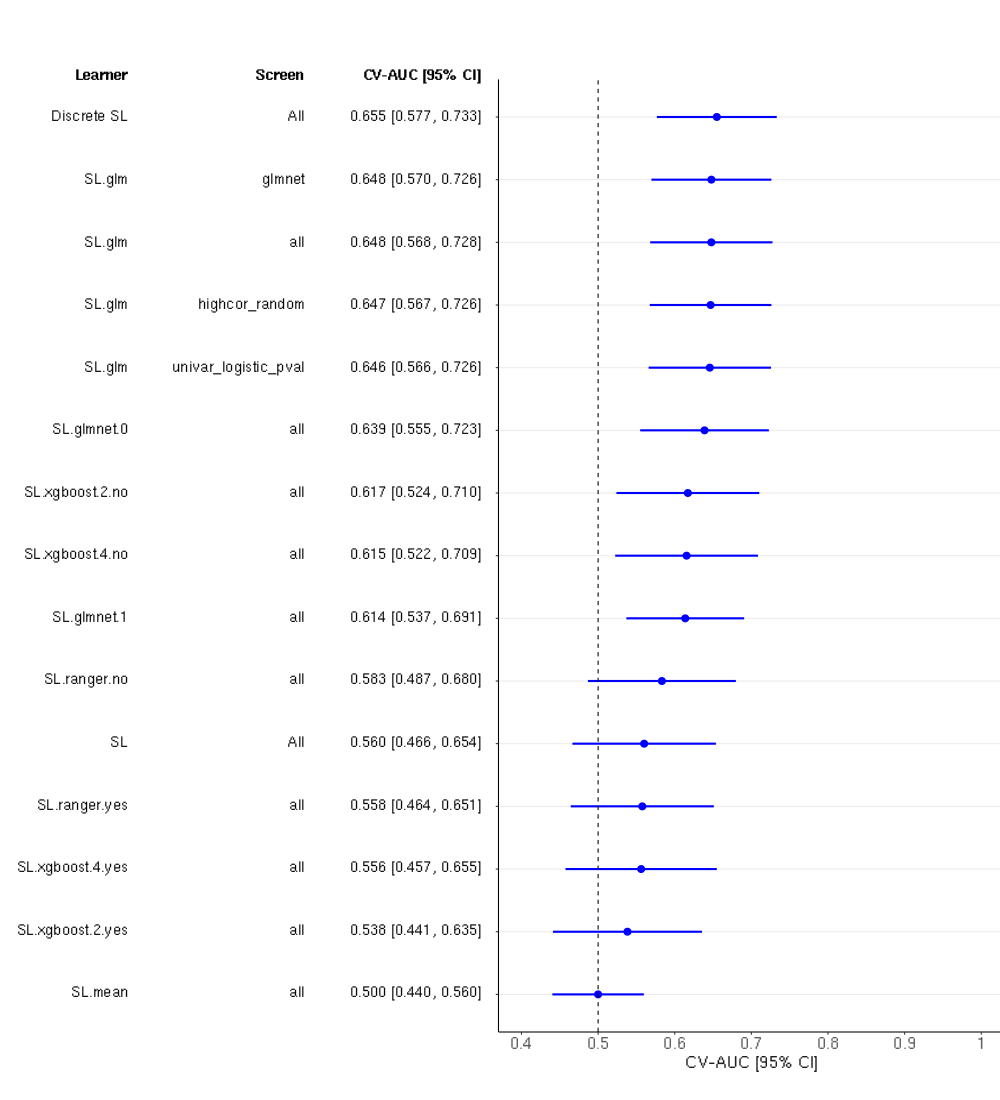 Learner Screen CV-AUC [95% CI]
Discrete SL All 0.655 [0.577, 0.733]
SL.glm glmnet 0.648 [0.570, 0.726]
SL.glm all 0.648 [0.568, 0.728]
SL.glm highcor_random 0.647 [0.567, 0.726]
SL.glm univar_logistic_pval 0.646 [0.566, 0.726]
SL.glmnet.0 all 0.639 [0.555, 0.723]
SL.xgboost.2.no all 0.617 [0.524, 0.710]
SL.xgboost.4.no all 0.615 [0.522, 0.709]
SL.glmnet.1 all 0.614 [0.537, 0.691]
SL.ranger.no all 0.583 [0.487, 0.680]
SL All 0.560 [0.466, 0.654]
SL.ranger.yes all 0.558 [0.464, 0.651]
SL.xgboost.4.yes all 0.556 [0.457, 0.655]
SL.xgboost.2.yes all 0.538 [0.441, 0.635]
SL.mean all 0.500 [0.440, 0.560]
0.4 0.5 0.6 0.7 0.8 0.9 1
CV-AUC [95% CI]